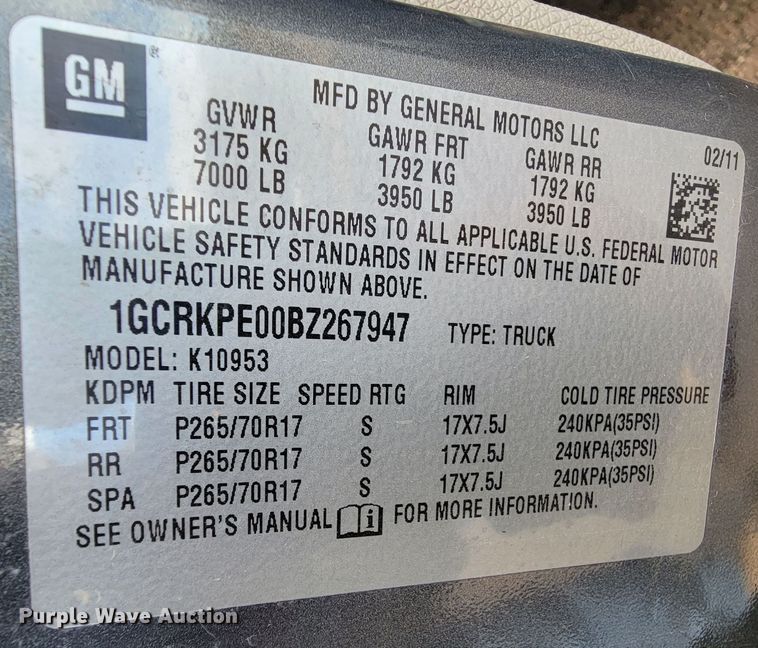 GM®
MFD BY GENERAL MOTORS LLC
02/11
GVWR GAWR FRT GAWR RR
3175 KG 1792 KG 1792 KG
7000 LB 3950 LB 3950 LB
THIS VEHICLE CONFORMS TO ALL APPLICABLE U.S. FEDERAL MOTOR
VEHICLE SAFETY STANDARDS IN EFFECT ON THE DATE OF
MANUFACTURE SHOWN ABOVE.
1GCRKPE00BZ267947 TYPE: TRUCK
MODEL: K10953
KDPM TIRE SIZE SPEED RTG RIM COLD TIRE PRESSURE
FRT P265/70R17 S 17X7.5J 240KPA(35PSI)
RR P265/70R17 S 17X7.5J 240KPA(35PSI)
SPA P265/70R17 S 17X7.5J 240KPA(35PSI)
SEE OWNER'S MANUAL i FOR MORE INFORMATION.
Purple Wave Auction